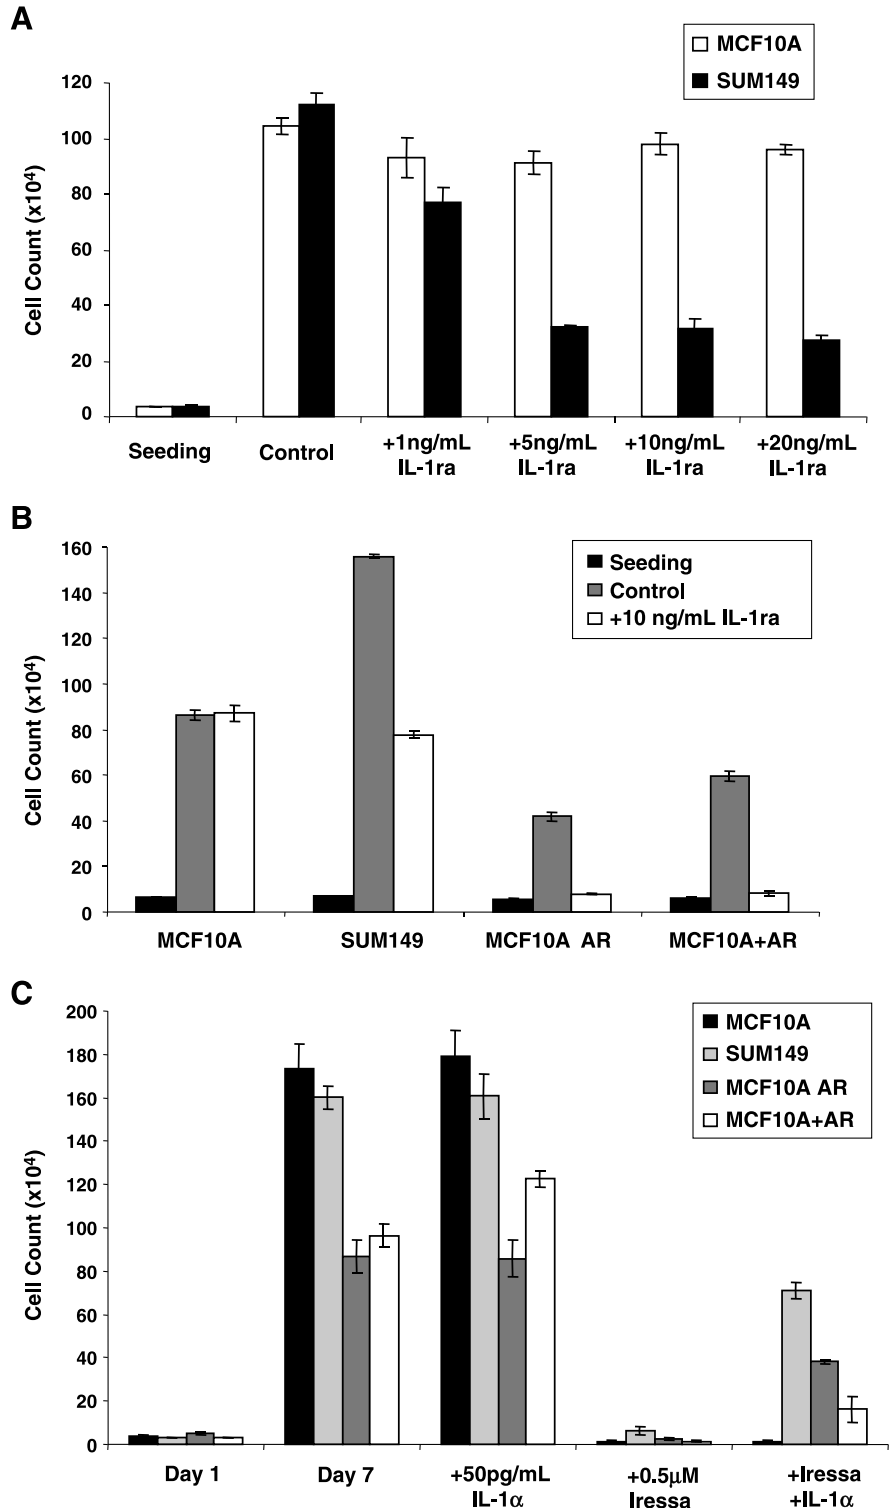 A
MCF10A
SUM149
120
100
80
60
40
20
0
Cell Count (x10⁴)
Seeding
Control
+1ng/mL
IL-1ra
+5ng/mL
IL-1ra
+10ng/mL
IL-1ra
+20ng/mL
IL-1ra
B
Seeding
Control
+10 ng/mL IL-1ra
160
140
120
100
80
60
40
20
0
Cell Count (x10⁴)
MCF10A
SUM149
MCF10A AR
MCF10A+AR
C
MCF10A
SUM149
MCF10A AR
MCF10A+AR
200
180
160
140
120
100
80
60
40
20
0
Cell Count (x10⁴)
Day 1
Day 7
+50pg/mL
IL-1α
+0.5μM
Iressa
+Iressa
+IL-1α